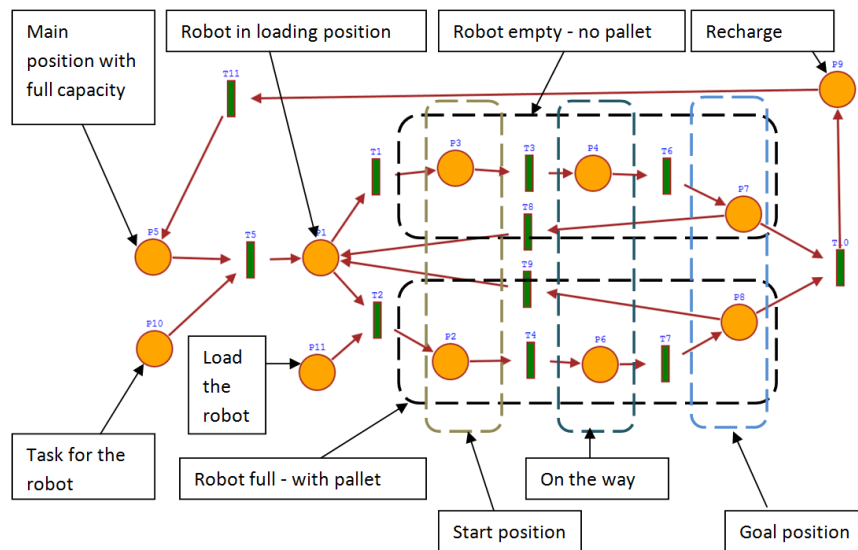 Main
position with
full capacity
Robot in loading position
Robot empty - no pallet
Recharge
P9
T11
P3
T1
T3
P4
T6
P7
T8
P5
T5
P1
T10
T9
P8
T2
P10
P11
P2
T4
P6
T7
Load
the
robot
Task for the
robot
Robot full - with pallet
On the way
Start position
Goal position